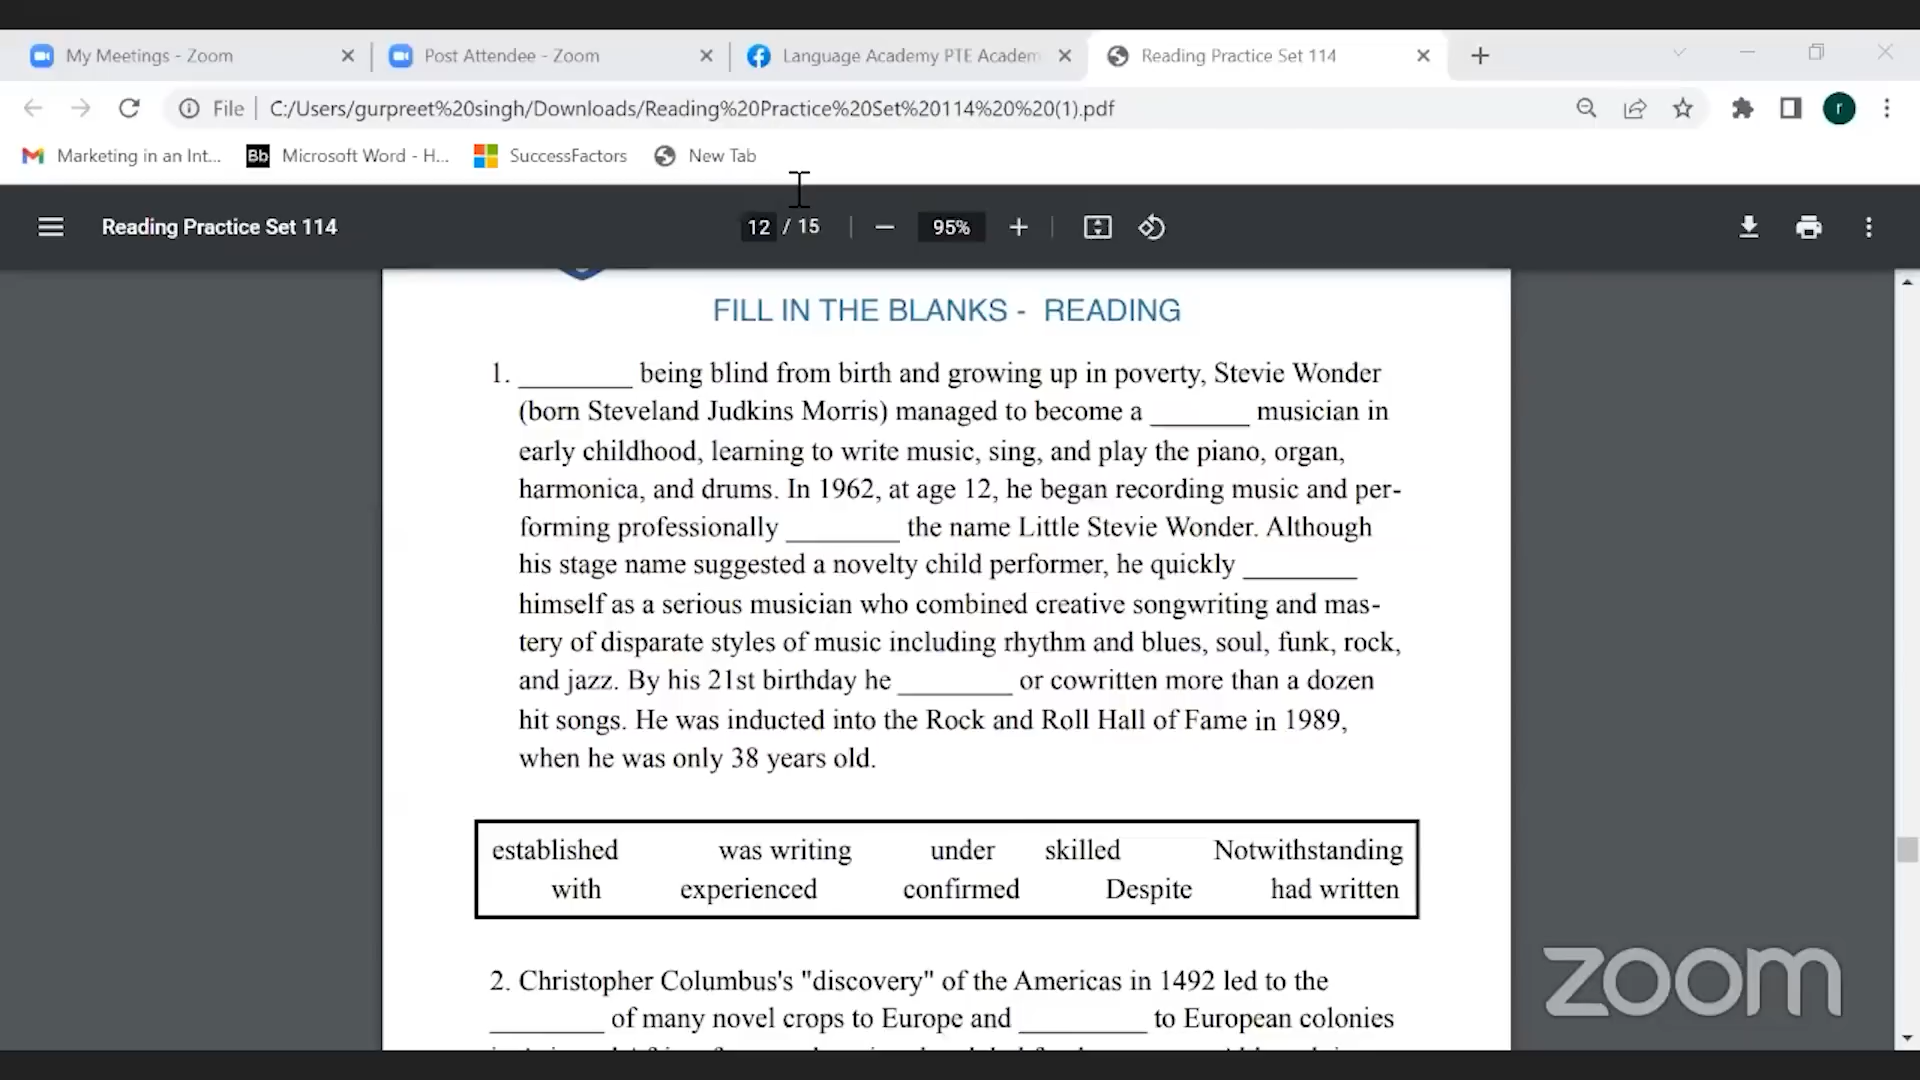 My Meetings - Zoom
Post Attendee - Zoom
Language Academy PTE Academ
Reading Practice Set 114
File
C:/Users/gurpreet%20singh/Downloads/Reading%20Practice%20Set%20114%20%20(1).pdf
r
Marketing in an Int...
Bb Microsoft Word - H...
SuccessFactors
New Tab
Reading Practice Set 114
12 / 15
95%
FILL IN THE BLANKS - READING
1. ________ being blind from birth and growing up in poverty, Stevie Wonder
(born Steveland Judkins Morris) managed to become a _______ musician in
early childhood, learning to write music, sing, and play the piano, organ,
harmonica, and drums. In 1962, at age 12, he began recording music and per-
forming professionally ________ the name Little Stevie Wonder. Although
his stage name suggested a novelty child performer, he quickly ________
himself as a serious musician who combined creative songwriting and mas-
tery of disparate styles of music including rhythm and blues, soul, funk, rock,
and jazz. By his 21st birthday he ________ or cowritten more than a dozen
hit songs. He was inducted into the Rock and Roll Hall of Fame in 1989,
when he was only 38 years old.
established was writing under skilled Notwithstanding
with experienced confirmed Despite had written
2. Christopher Columbus's "discovery" of the Americas in 1492 led to the
________ of many novel crops to Europe and _________ to European colonies
zoom